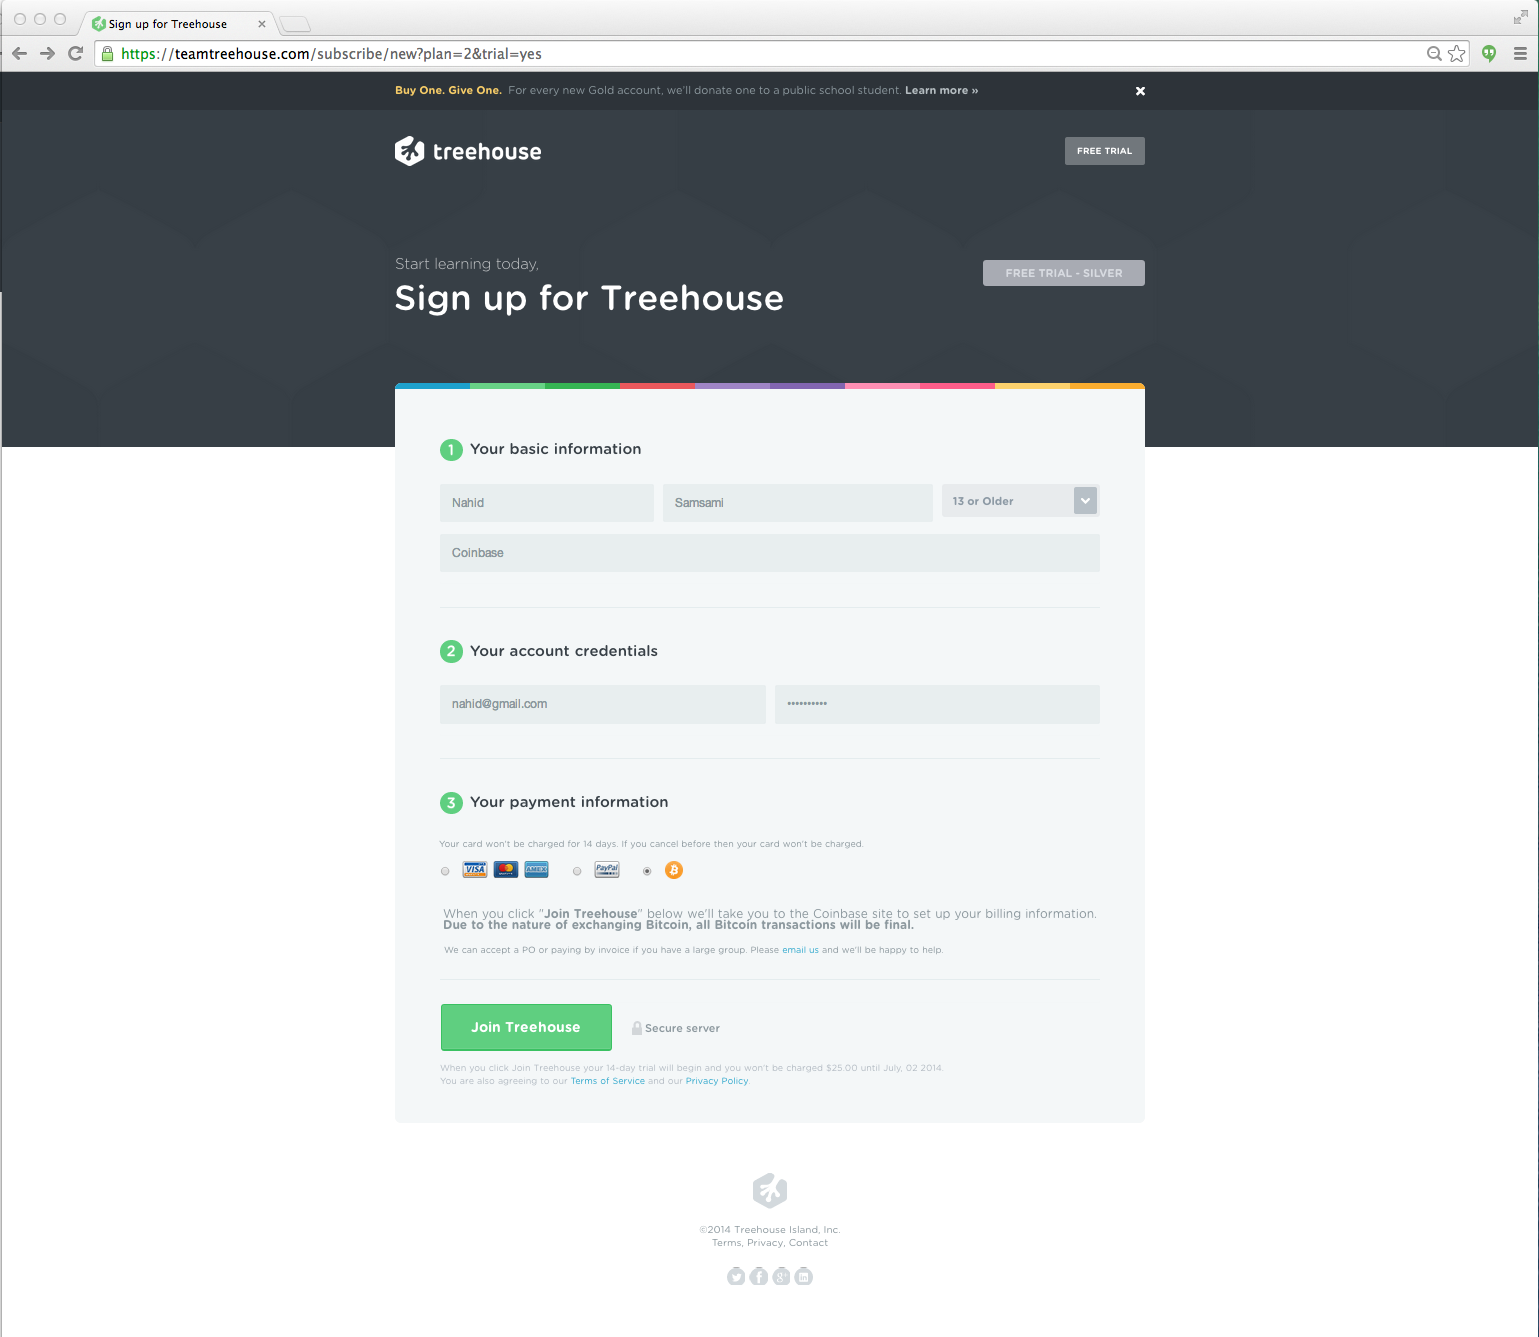 Sign up for Treehouse
https://teamtreehouse.com/subscribe/new?plan=2&trial=yes
Buy One. Give One. For every new Gold account, we'll donate one to a public school student. Learn more »
treehouse
FREE TRIAL
Start learning today,
FREE TRIAL - SILVER
Sign up for Treehouse
1 Your basic information
Nahid Samsami 13 or Older
Coinbase
2 Your account credentials
nahid@gmail.com ••••••••••
3 Your payment information
Your card won't be charged for 14 days. If you cancel before then your card won't be charged.
VISA MasterCard AMEX PayPal
When you click "Join Treehouse" below we'll take you to the Coinbase site to set up your billing information.
Due to the nature of exchanging Bitcoin, all Bitcoin transactions will be final.
We can accept a PO or paying by invoice if you have a large group. Please email us and we'll be happy to help.
Join Treehouse Secure server
When you click Join Treehouse your 14-day trial will begin and you won't be charged $25.00 until July, 02 2014.
You are also agreeing to our Terms of Service and our Privacy Policy.
©2014 Treehouse Island, Inc.
Terms, Privacy, Contact